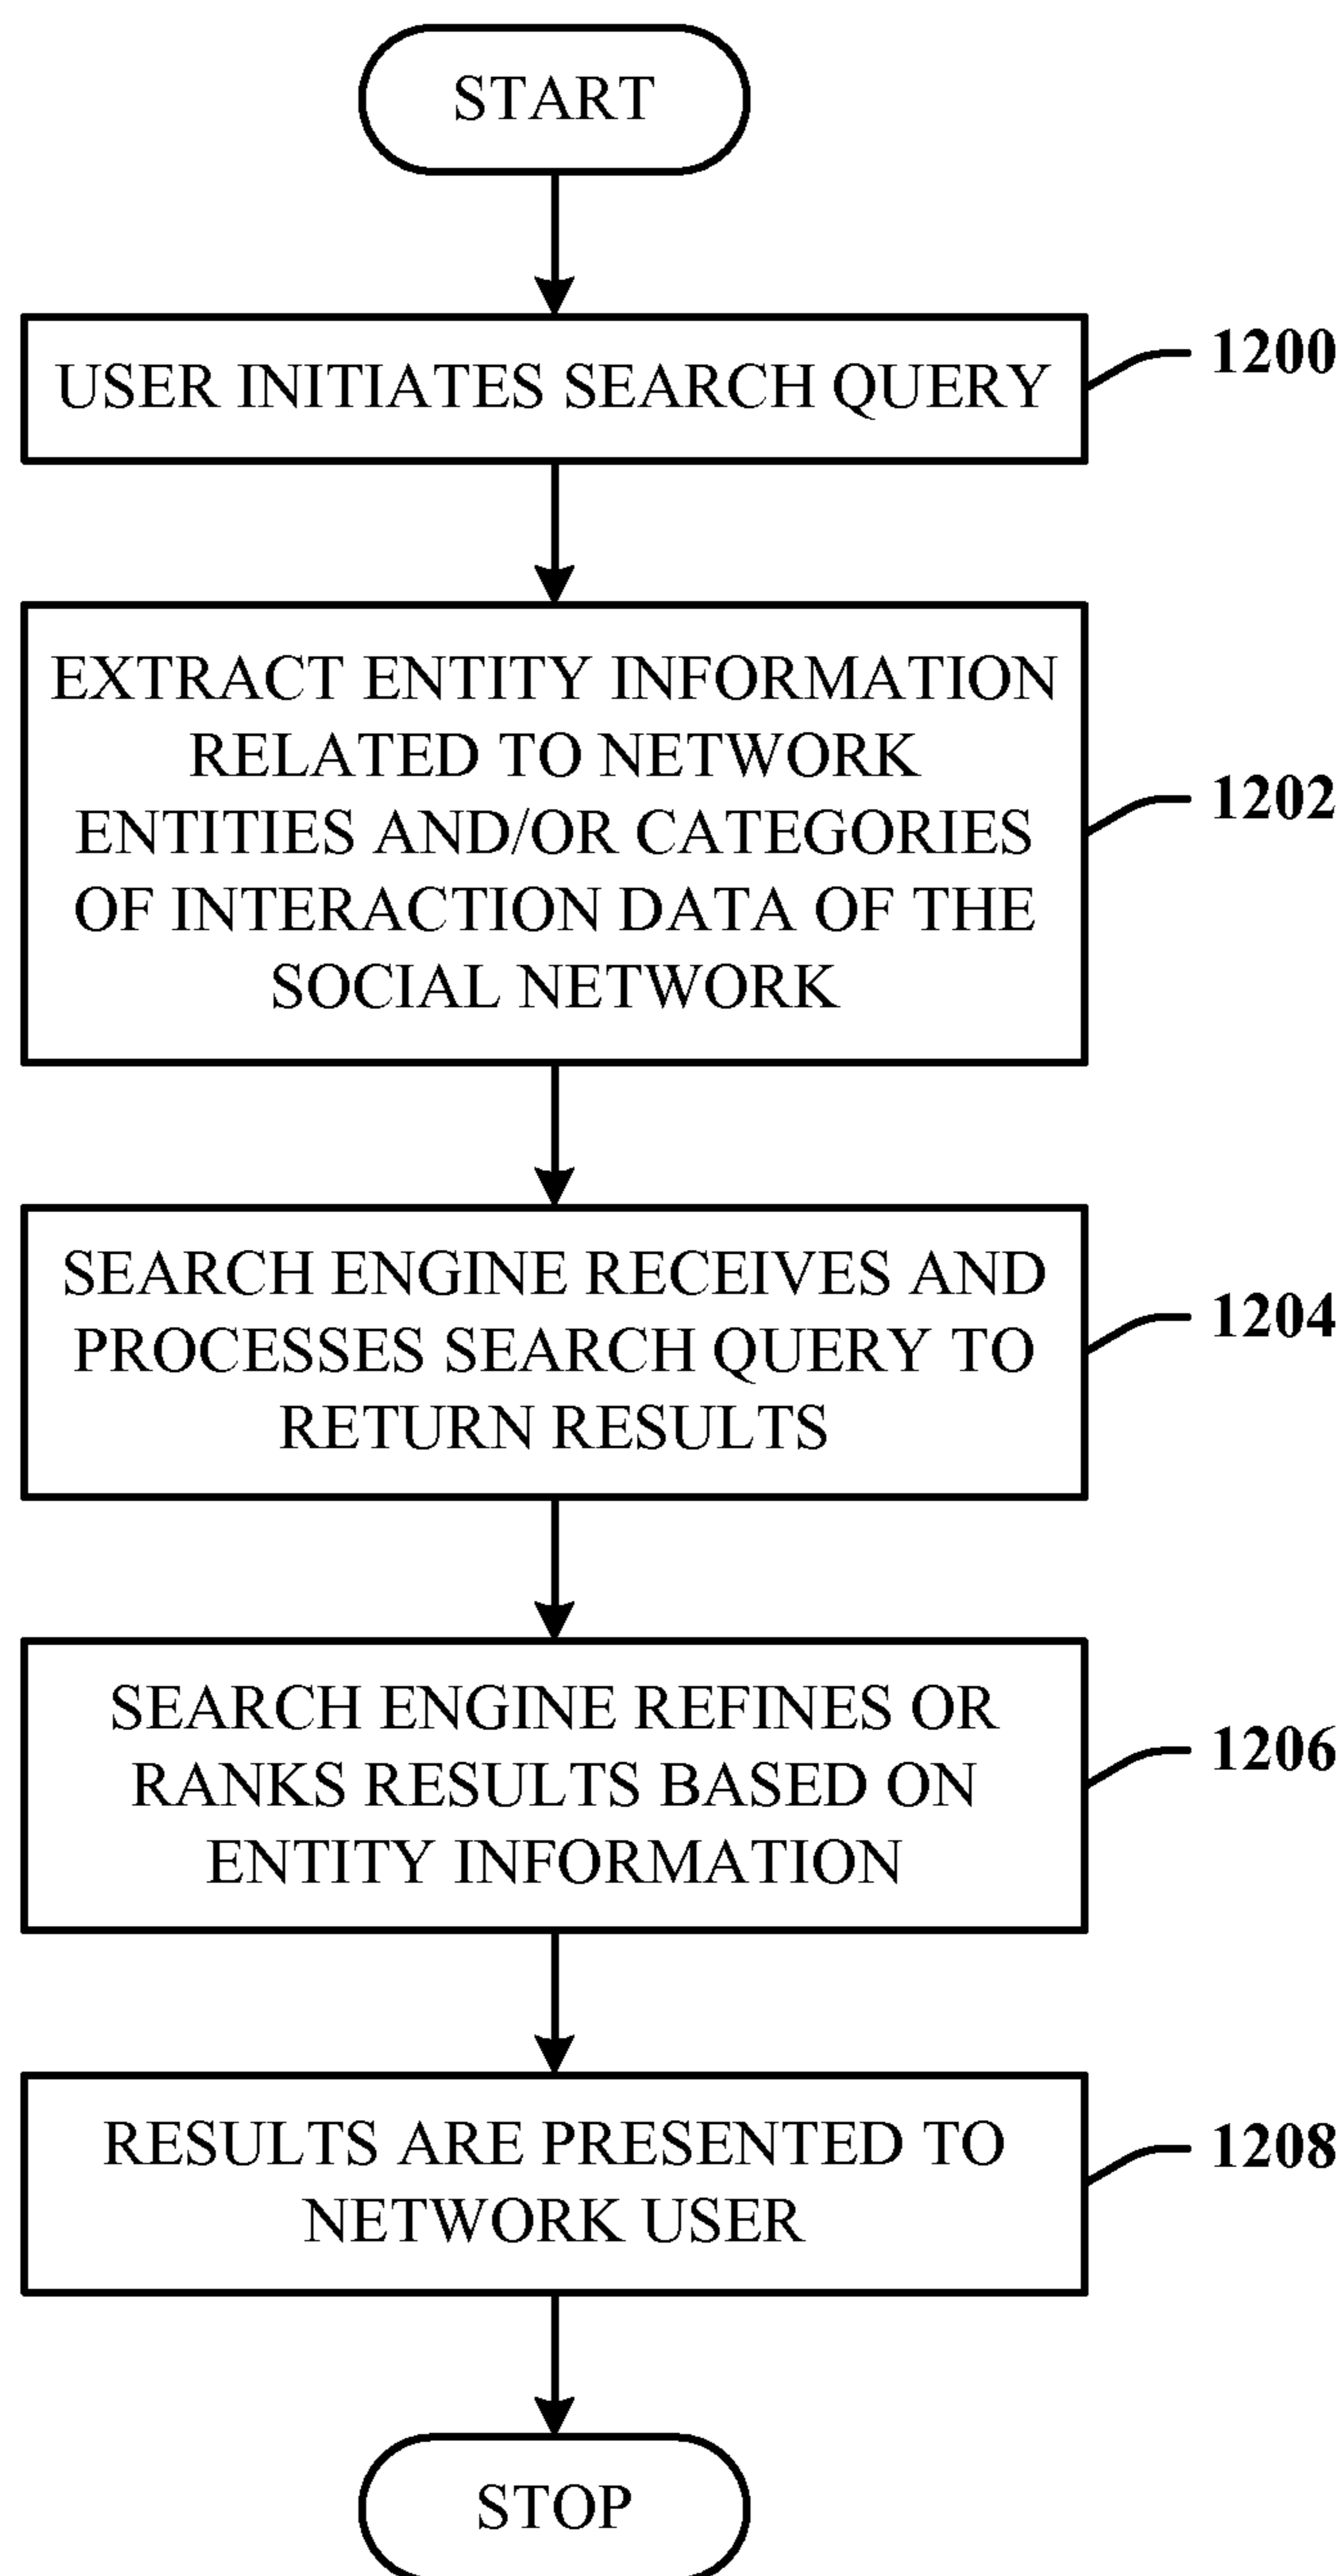 START
USER INITIATES SEARCH QUERY
1200
EXTRACT ENTITY INFORMATION
RELATED TO NETWORK
ENTITIES AND/OR CATEGORIES
OF INTERACTION DATA OF THE
SOCIAL NETWORK
1202
SEARCH ENGINE RECEIVES AND
PROCESSES SEARCH QUERY TO
RETURN RESULTS
1204
SEARCH ENGINE REFINES OR
RANKS RESULTS BASED ON
ENTITY INFORMATION
1206
RESULTS ARE PRESENTED TO
NETWORK USER
1208
STOP